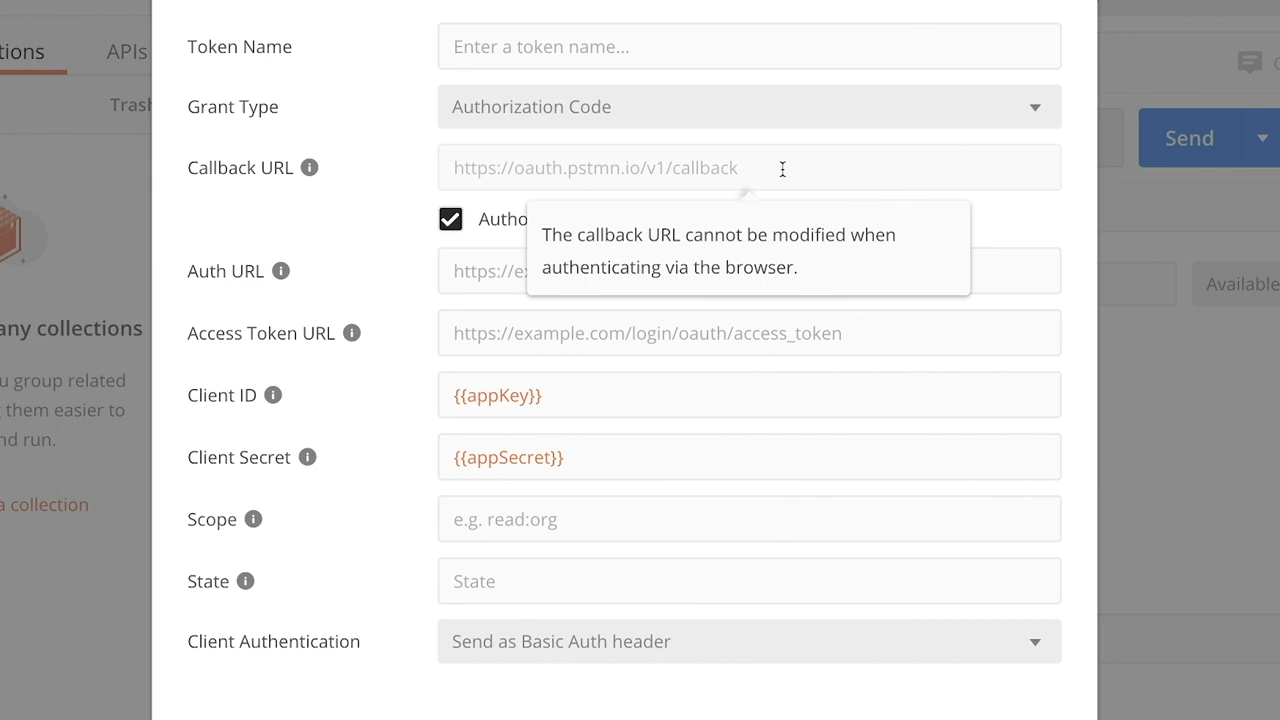 tions
APIs
Trash
any collections
u group related
g them easier to
nd run.
a collection
Token Name
Enter a token name...
Grant Type
Authorization Code
Callback URL
https://oauth.pstmn.io/v1/callback
Autho
The callback URL cannot be modified when
authenticating via the browser.
Auth URL
https://ex
Access Token URL
https://example.com/login/oauth/access_token
Client ID
{{appKey}}
Client Secret
{{appSecret}}
Scope
e.g. read:org
State
State
Client Authentication
Send as Basic Auth header
Send
Available